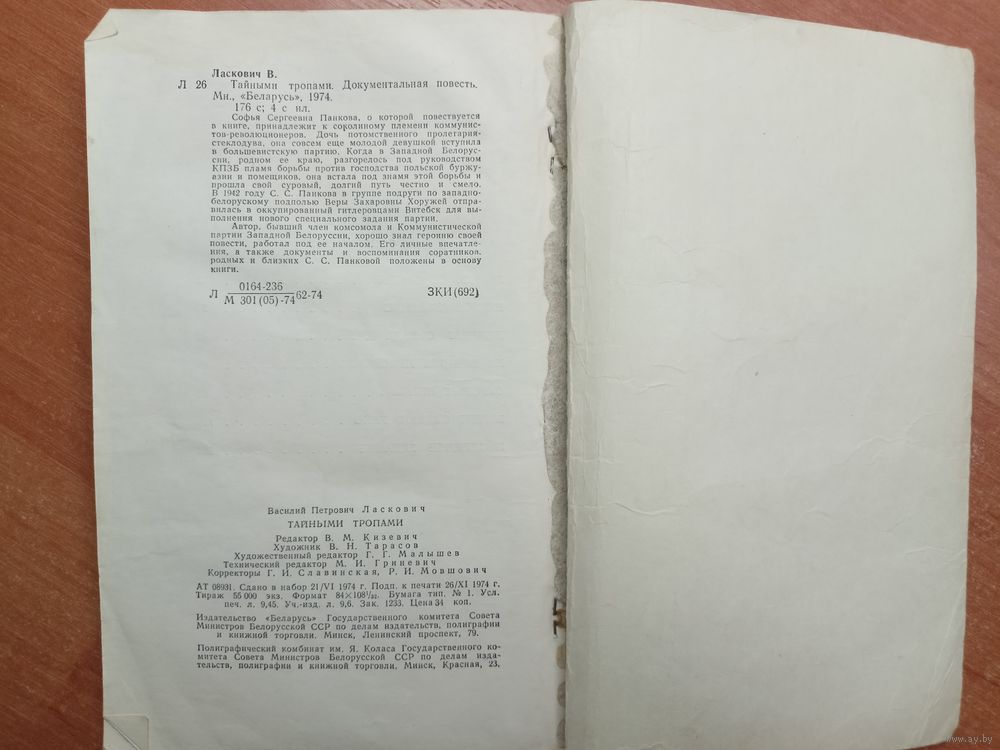 Ласкович В.
Л 26 Тайными тропами. Документальная повесть.
Мн., «Беларусь», 1974.
176 с; 4 с ил.
Софья Сергеевна Панкова, о которой повествуется
в книге, принадлежит к соколиному племени коммунис-
тов-революционеров. Дочь потомственного пролетария-
стеклодува, она совсем еще молодой девушкой вступила
в большевистскую партию. Когда в Западной Белорус-
сии, родном ее краю, разгорелось под руководством
КПЗБ пламя борьбы против господства польской буржу-
азии и помещиков, она встала под знамя этой борьбы и
прошла свой суровый, долгий путь честно и смело.
В 1942 году С. С. Панкова в группе подруги по западно-
белорусскому подполью Веры Захаровны Хоружей отпра-
вилась в оккупированный гитлеровцами Витебск для вы-
полнения нового специального задания партии.
Автор, бывший член комсомола и Коммунистической
партии Западной Белоруссии, хорошо знал героиню своей
повести, работал под ее началом. Его личные впечатле-
ния, а также документы и воспоминания соратников,
родных и близких С. С. Панковой положены в основу
книги.
0164-236
Л 62-74 ЗКИ(692)
М 301(05)-74
Василий Петрович Ласкович
ТАЙНЫМИ ТРОПАМИ
Редактор В. М. Кизевич
Художник В. Н. Тарасов
Художественный редактор Г. Г. Малышев
Технический редактор М. И. Гриневич
Корректоры Г. И. Славинская, Р. И. Мовшович
АТ 08931. Сдано в набор 21/VI 1974 г. Подп. к печати 26/XI 1974 г.
Тираж 55 000 экз. Формат 84×108¹/₃₂. Бумага тип. № 1. Усл.
печ. л. 9,45. Уч.-изд. л. 9,6. Зак. 1233. Цена 34 коп.
Издательство «Беларусь» Государственного комитета Совета
Министров Белорусской ССР по делам издательств, полиграфии
и книжной торговли. Минск, Ленинский проспект, 79.
Полиграфический комбинат им. Я. Коласа Государственного ко-
митета Совета Министров Белорусской ССР по делам изда-
тельств, полиграфии и книжной торговли. Минск, Красная, 23.
www.ay.by